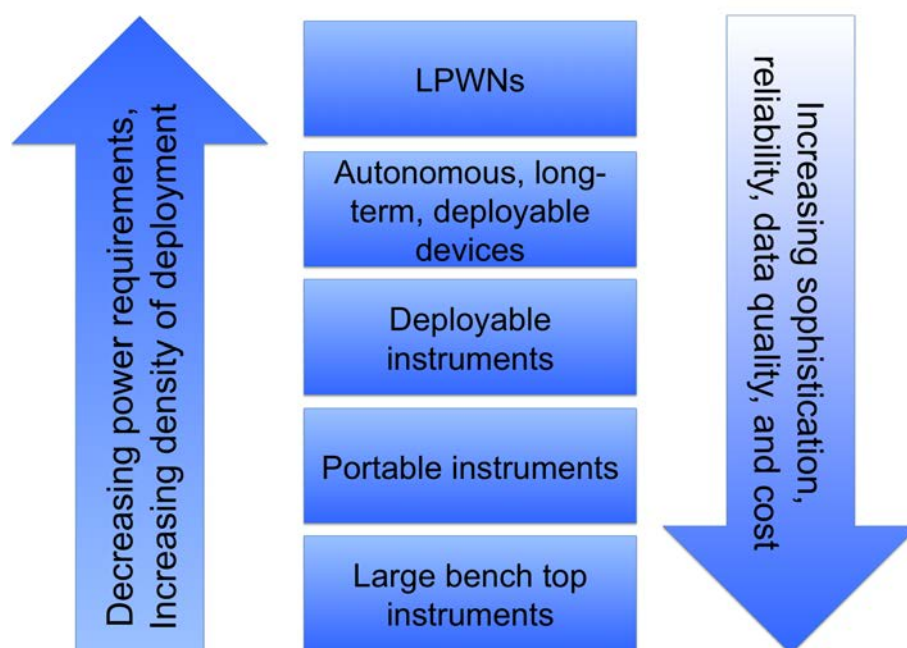 Decreasing power requirements,
Increasing density of deployment
LPWNs
Autonomous, long-
term, deployable
devices
Deployable
instruments
Portable instruments
Large bench top
instruments
Increasing sophistication,
reliability, data quality, and cost